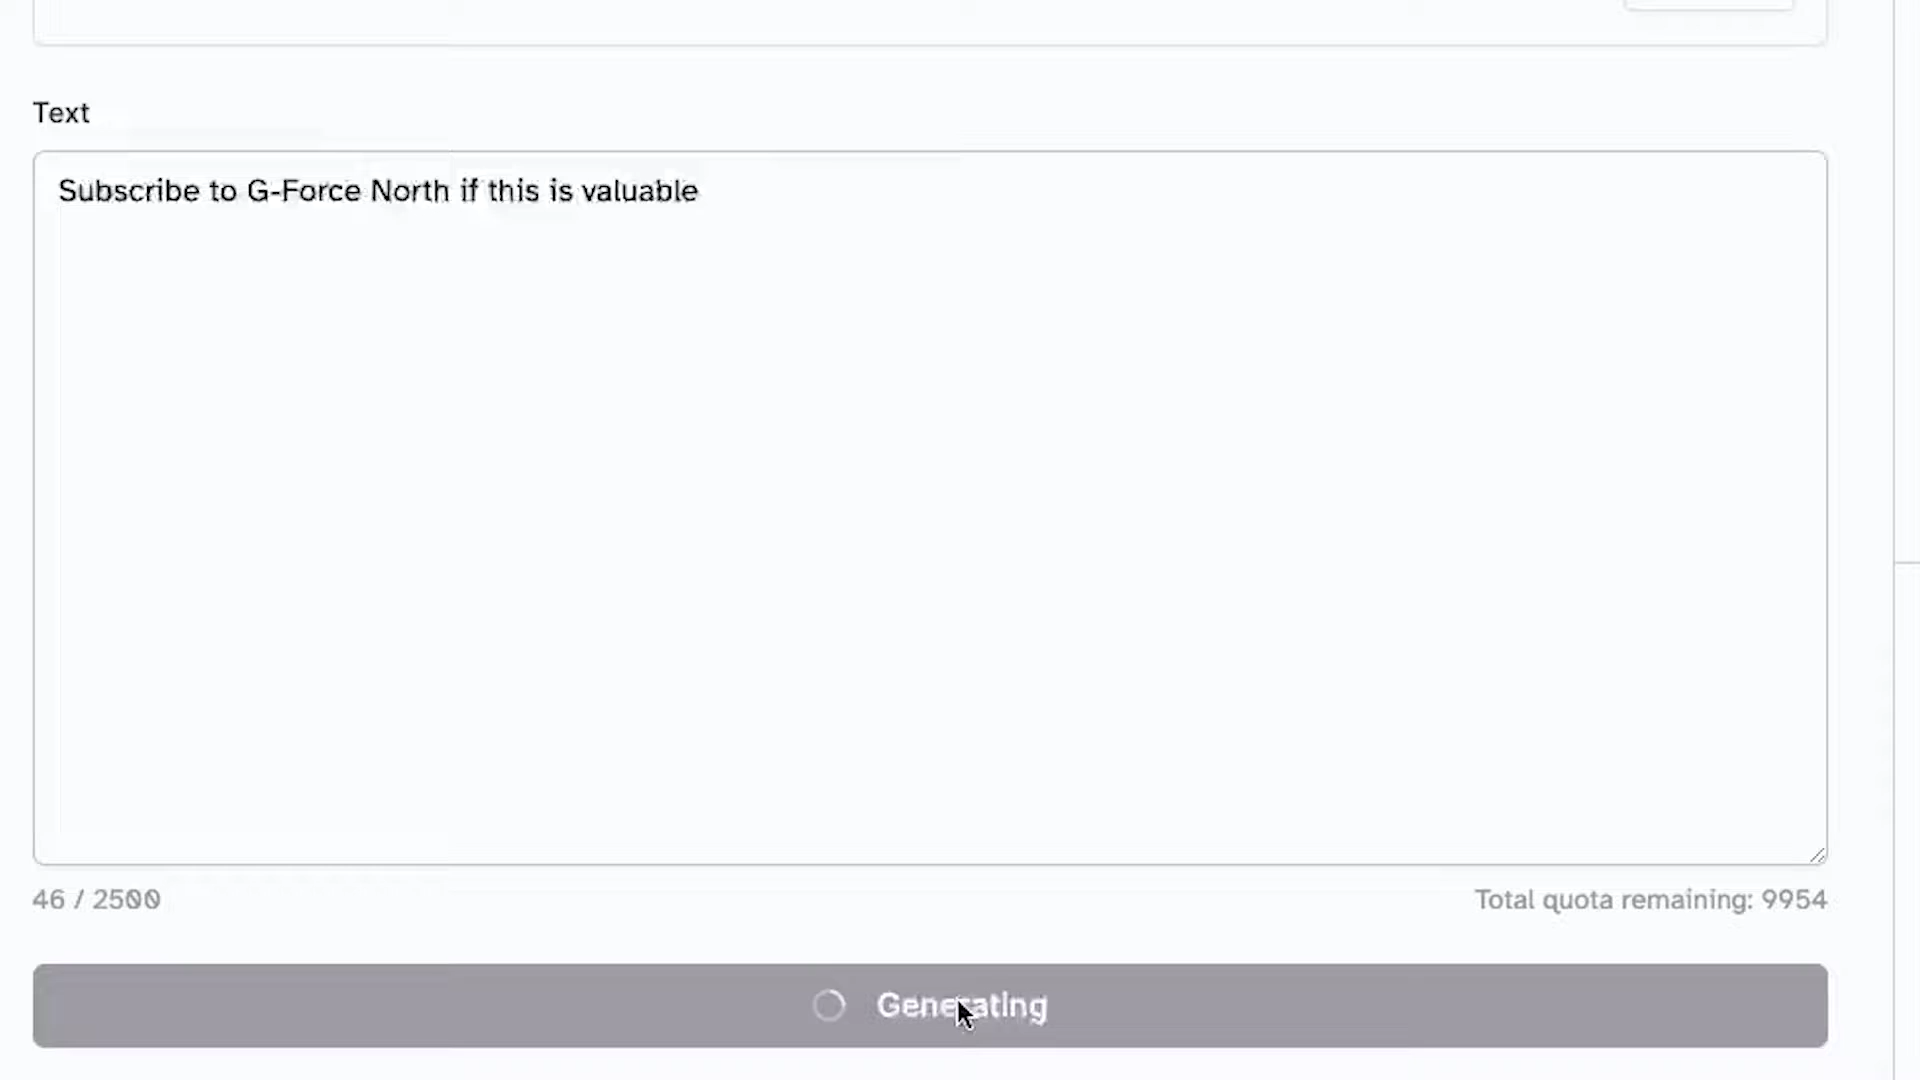 Text
Subscribe to G-Force North if this is valuable
46 / 2500
Total quota remaining: 9954
Generating